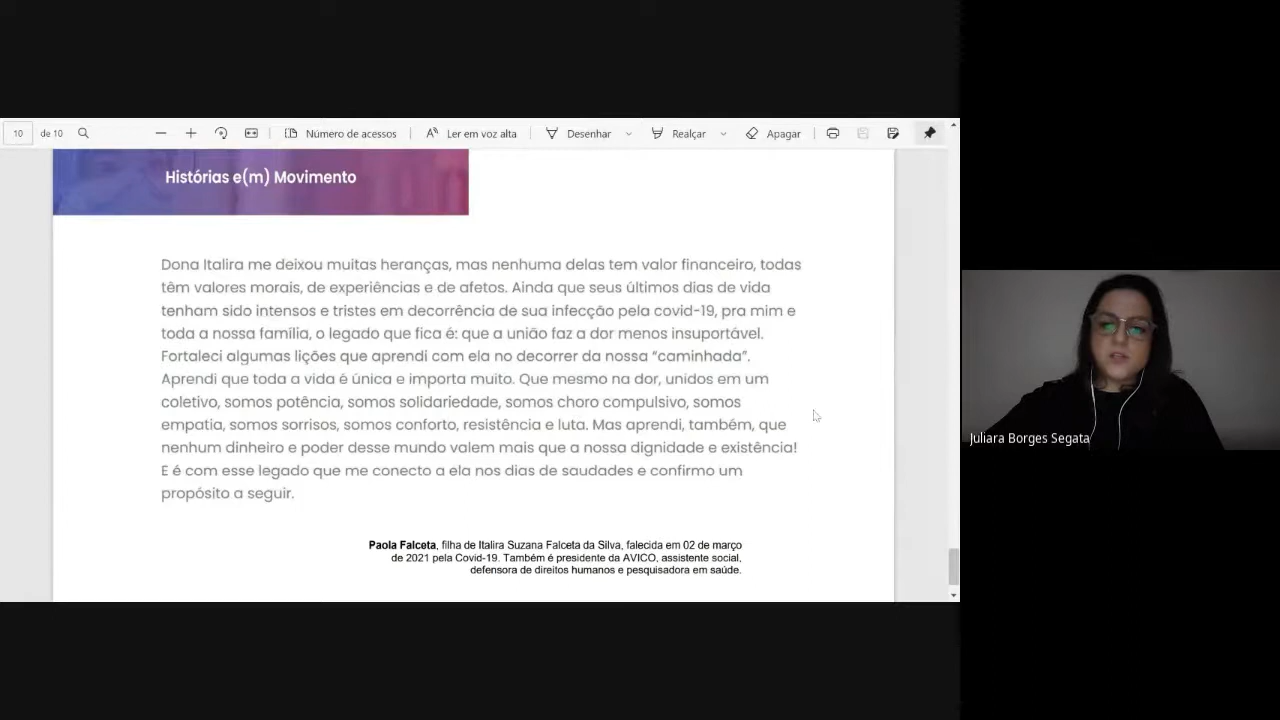 10 de 10 Número de acessos Ler em voz alta Desenhar Realçar Apagar
Histórias e(m) Movimento
Dona Italira me deixou muitas heranças, mas nenhuma delas tem valor financeiro, todas
têm valores morais, de experiências e de afetos. Ainda que seus últimos dias de vida
tenham sido intensos e tristes em decorrência de sua infecção pela covid-19, pra mim e
toda a nossa família, o legado que fica é: que a união faz a dor menos insuportável.
Fortaleci algumas lições que aprendi com ela no decorrer da nossa “caminhada”.
Aprendi que toda a vida é única e importa muito. Que mesmo na dor, unidos em um
coletivo, somos potência, somos solidariedade, somos choro compulsivo, somos
empatia, somos sorrisos, somos conforto, resistência e luta. Mas aprendi, também, que
nenhum dinheiro e poder desse mundo valem mais que a nossa dignidade e existência!
E é com esse legado que me conecto a ela nos dias de saudades e confirmo um
propósito a seguir.
Paola Falceta, filha de Italira Suzana Falceta da Silva, falecida em 02 de março
de 2021 pela Covid-19. Também é presidente da AVICO, assistente social,
defensora de direitos humanos e pesquisadora em saúde.
Juliara Borges Segata